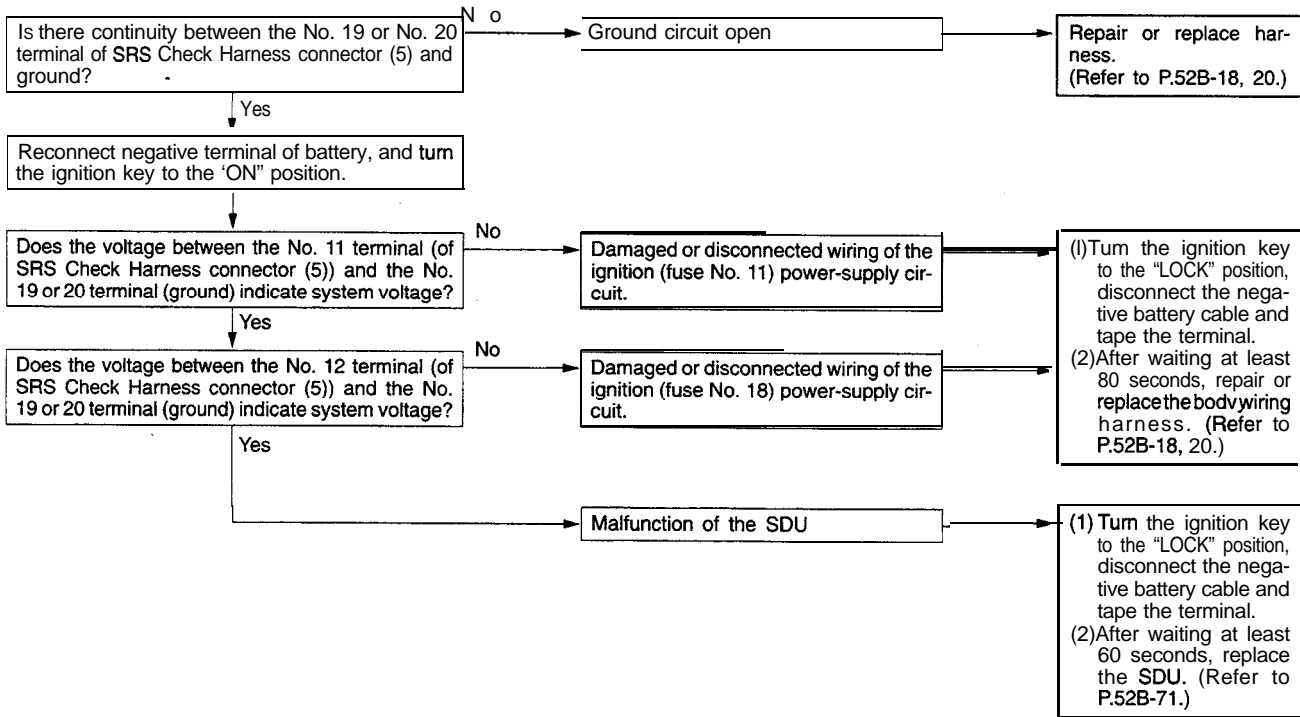 Is there continuity between the No. 19 or No. 20
terminal of SRS Check Harness connector (5) and
ground?
N o
Ground circuit open
Repair or replace har-
ness.
(Refer to P.52B-18, 20.)
Yes
Reconnect negative terminal of battery, and turn
the ignition key to the ‘ON” position.
Does the voltage between the No. 11 terminal (of
SRS Check Harness connector (5)) and the No.
19 or 20 terminal (ground) indicate system voltage?
No
Damaged or disconnected wiring of the
ignition (fuse No. 11) power-supply cir-
cuit.
(l)Turn the ignition key
to the “LOCK” position,
disconnect the nega-
tive battery cable and
tape the terminal.
(2)After waiting at least
80 seconds, repair or
replace the body wiring
harness. (Refer to
P.52B-18, 20.)
Yes
Does the voltage between the No. 12 terminal (of
SRS Check Harness connector (5)) and the No.
19 or 20 terminal (ground) indicate system voltage?
No
Damaged or disconnected wiring of the
ignition (fuse No. 18) power-supply cir-
cuit.
Yes
Malfunction of the SDU
(1) Turn the ignition key
to the “LOCK” position,
disconnect the nega-
tive battery cable and
tape the terminal.
(2)After waiting at least
60 seconds, replace
the SDU. (Refer to
P.52B-71.)